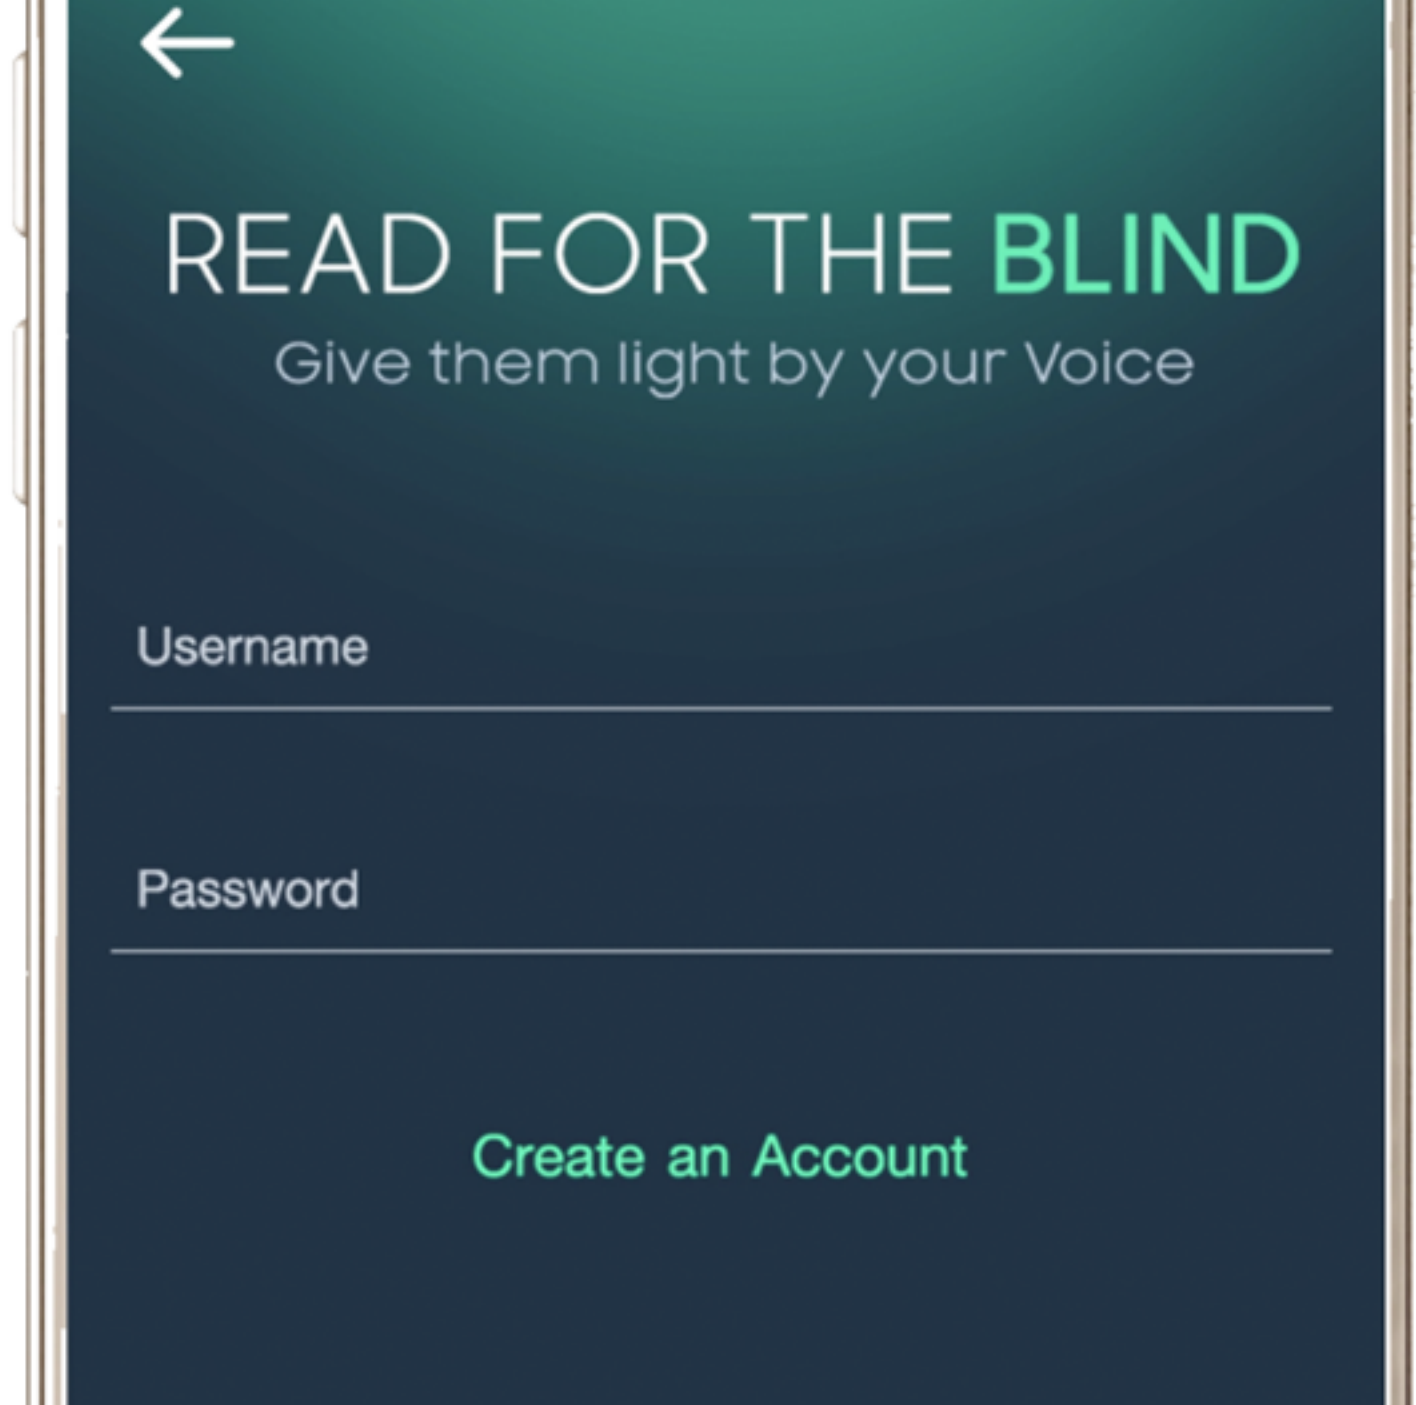 READ FOR THE BLIND
Give them light by your Voice
Username
Password
Create an Account